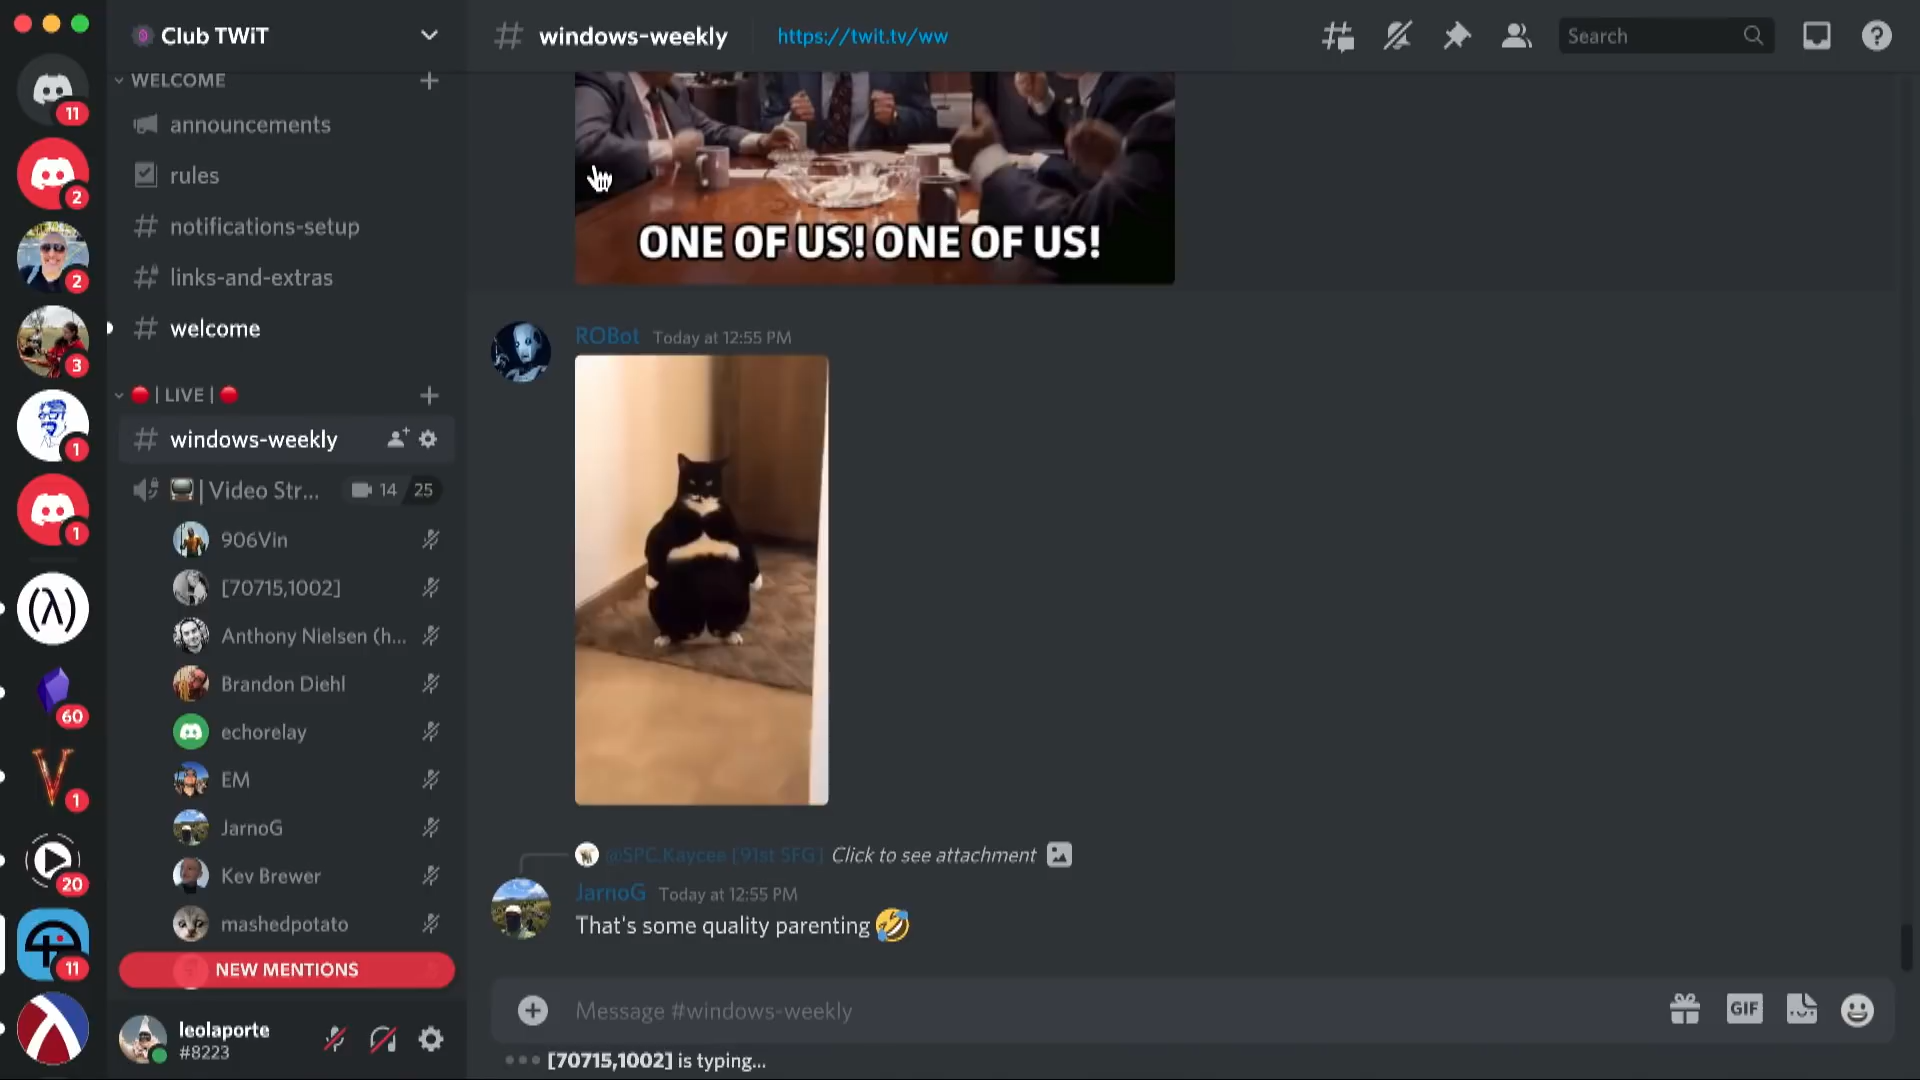 Club TWiT
windows-weekly
https://twit.tv/ww
Search
11
2
2
3
1
1
60
1
20
11
WELCOME
announcements
rules
notifications-setup
links-and-extras
welcome
| LIVE |
windows-weekly
| Video Str...
14
25
906Vin
[70715,1002]
Anthony Nielsen (h...
Brandon Diehl
echorelay
EM
JarnoG
Kev Brewer
mashedpotato
NEW MENTIONS
leolaporte
#8223
ONE OF US! ONE OF US!
ROBot Today at 12:55 PM
@SPC.Kaycee [91st SFG] Click to see attachment
JarnoG Today at 12:55 PM
That's some quality parenting 🤣
Message #windows-weekly
GIF
[70715,1002] is typing...